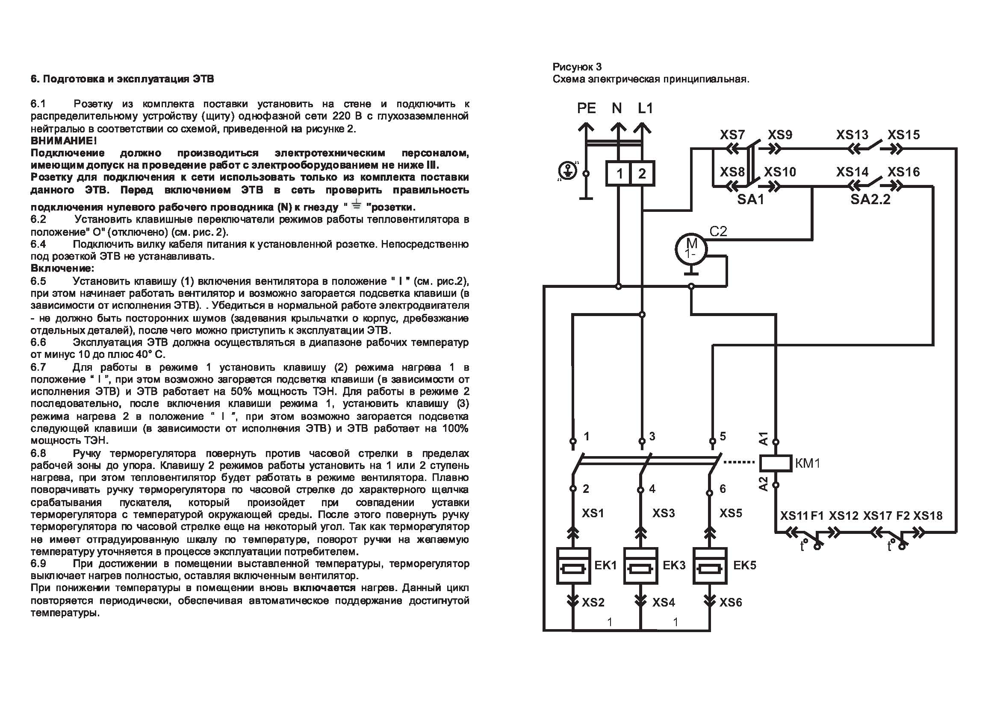 6. Подготовка и эксплуатация ЭТВ
6.1 Розетку из комплекта поставки установить на стене и подключить к
распределительному устройству (щиту) однофазной сети 220 В с глухозаземленной
нейтралью в соответствии со схемой, приведенной на рисунке 2.
ВНИМАНИЕ!
Подключение должно производиться электротехническим персоналом,
имеющим допуск на проведение работ с электрооборудованием не ниже III.
Розетку для подключения к сети использовать только из комплекта поставки
данного ЭТВ. Перед включением ЭТВ в сеть проверить правильность
подключения нулевого рабочего проводника (N) к гнезду " ⏚ "розетки.
6.2 Установить клавишные переключатели режимов работы тепловентилятора в
положение" О" (отключено) (см. рис. 2).
6.4 Подключить вилку кабеля питания к установленной розетке. Непосредственно
под розеткой ЭТВ не устанавливать.
Включение:
6.5 Установить клавишу (1) включения вентилятора в положение " I " (см. рис.2),
при этом начинает работать вентилятор и возможно загорается подсветка клавиши (в
зависимости от исполнения ЭТВ). . Убедиться в нормальной работе электродвигателя
- не должно быть посторонних шумов (задевания крыльчатки о корпус, дребезжание
отдельных деталей), после чего можно приступить к эксплуатации ЭТВ.
6.6 Эксплуатация ЭТВ должна осуществляться в диапазоне рабочих температур
от минус 10 до плюс 40° С.
6.7 Для работы в режиме 1 установить клавишу (2) режима нагрева 1 в
положение “ I ”, при этом возможно загорается подсветка клавиши (в зависимости от
исполнения ЭТВ) и ЭТВ работает на 50% мощность ТЭН. Для работы в режиме 2
последовательно, после включения клавиши режима 1, установить клавишу (3)
режима нагрева 2 в положение “ I ”, при этом возможно загорается подсветка
следующей клавиши (в зависимости от исполнения ЭТВ) и ЭТВ работает на 100%
мощность ТЭН.
6.8 Ручку терморегулятора повернуть против часовой стрелки в пределах
рабочей зоны до упора. Клавишу 2 режимов работы установить на 1 или 2 ступень
нагрева, при этом тепловентилятор будет работать в режиме вентилятора. Плавно
поворачивать ручку терморегулятора по часовой стрелке до характерного щелчка
срабатывания пускателя, который произойдет при совпадении уставки
терморегулятора с температурой окружающей среды. После этого повернуть ручку
терморегулятора по часовой стрелке еще на некоторый угол. Так как терморегулятор
не имеет отградуированную шкалу по температуре, поворот ручки на желаемую
температуру уточняется в процессе эксплуатации потребителем.
6.9 При достижении в помещении выставленной температуры, терморегулятор
выключает нагрев полностью, оставляя включенным вентилятор.
При понижении температуры в помещении вновь включается нагрев. Данный цикл
повторяется периодически, обеспечивая автоматическое поддержание достигнутой
температуры.
Рисунок 3
Схема электрическая принципиальная.
PE N L1
XS7 XS9 XS13 XS15
“ ”
1 2
XS8 XS10 XS14 XS16
SA1 SA2.2
C2
M
1-
1 3 5 A1
KM1
2 4 6 A2
XS1 XS3 XS5
XS11 F1 XS12 XS17 F2 XS18
t° t°
EK1 EK3 EK5
XS2 XS4 XS6
1 1